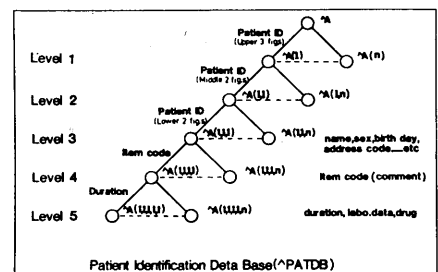 ^A
Patient ID
(Upper 3 figs)
Level 1
^A(1)
^A(n)
Patient ID
(Middle 2 figs)
Level 2
^A(1,1)
^A(1,n)
Patient ID
(Lower 2 figs)
Level 3
^A(1,1,1)
^A(1,1,n)
name,sex,birth day,
address code__etc
Item code
Level 4
^A(1,1,1,1)
^A(1,1,1,n)
Item code (comment)
Duration
Level 5
^A(1,1,1,1,1)
^A(1,1,1,1,n)
duration, labo.data,drug
Patient Identification Deta Base(^PATDB)